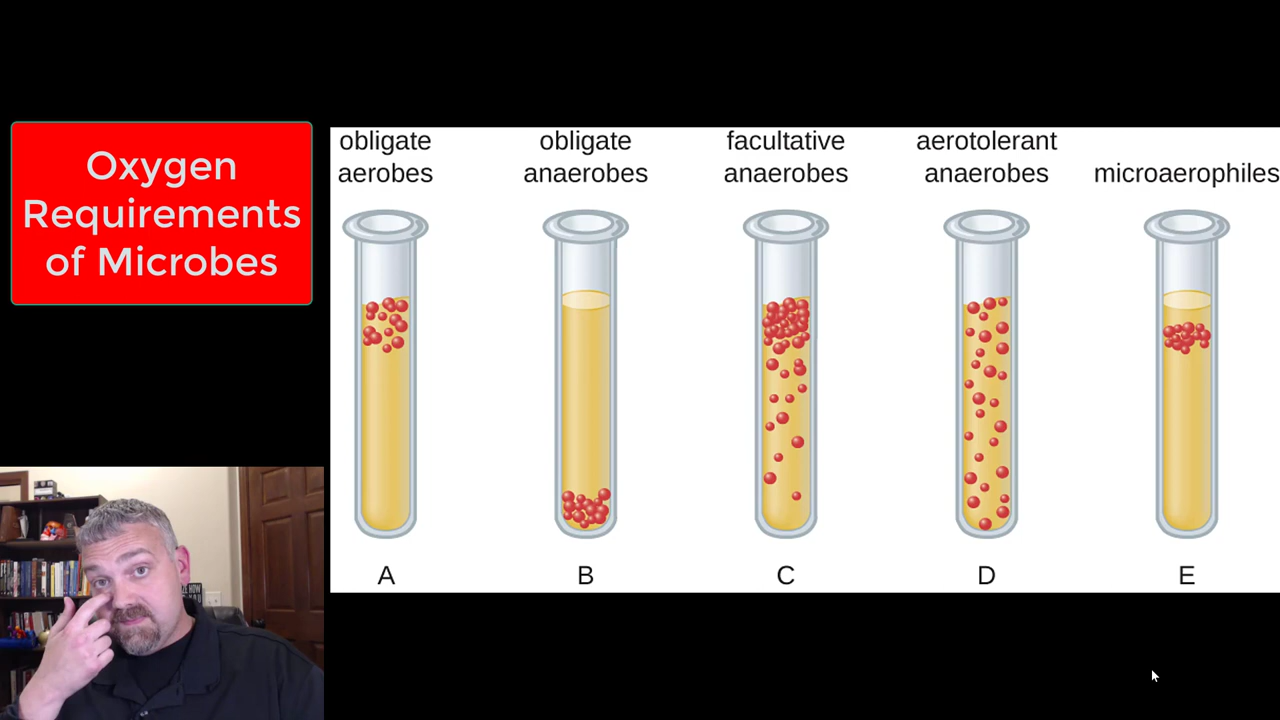 Oxygen
Requirements
of Microbes
obligate
aerobes
obligate
anaerobes
facultative
anaerobes
aerotolerant
anaerobes
microaerophiles
A
B
C
D
E